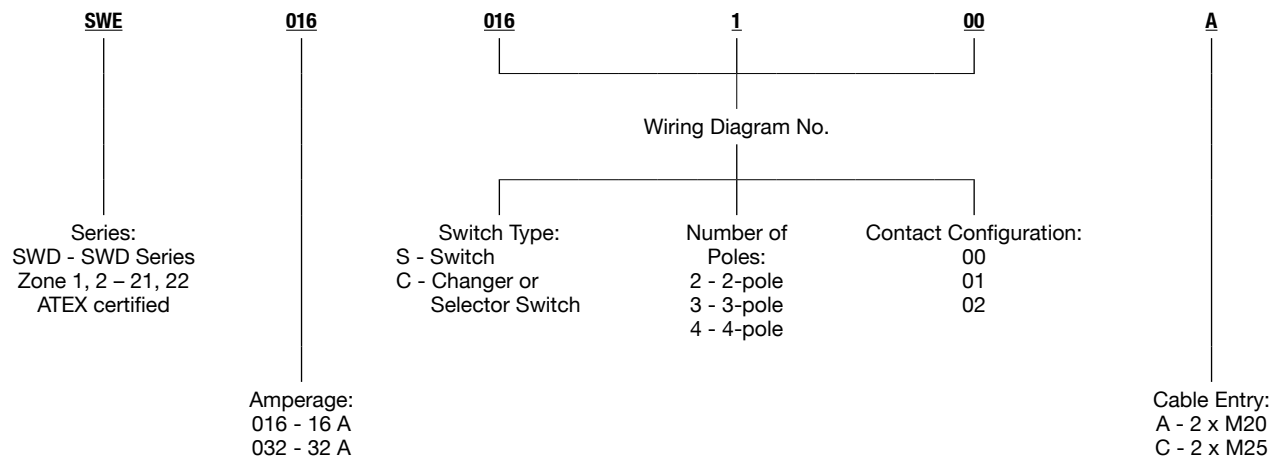 SWE 016 016 1 00 A
Wiring Diagram No.
Series:
SWD - SWD Series
Zone 1, 2 – 21, 22
ATEX certified
Switch Type:
S - Switch
C - Changer or
Selector Switch
Number of
Poles:
2 - 2-pole
3 - 3-pole
4 - 4-pole
Contact Configuration:
00
01
02
Amperage:
016 - 16 A
032 - 32 A
Cable Entry:
A - 2 x M20
C - 2 x M25